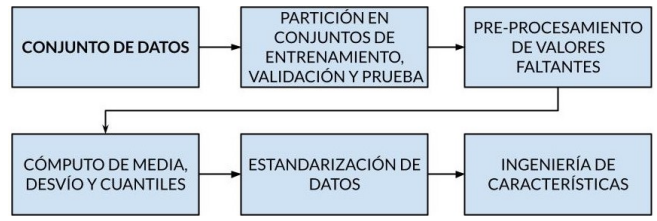 CONJUNTO DE DATOS
PARTICIÓN EN
CONJUNTOS DE
ENTRENAMIENTO,
VALIDACIÓN Y PRUEBA
PRE-PROCESAMIENTO
DE VALORES
FALTANTES
CÓMPUTO DE MEDIA,
DESVÍO Y CUANTILES
ESTANDARIZACIÓN DE
DATOS
INGENIERÍA DE
CARACTERÍSTICAS